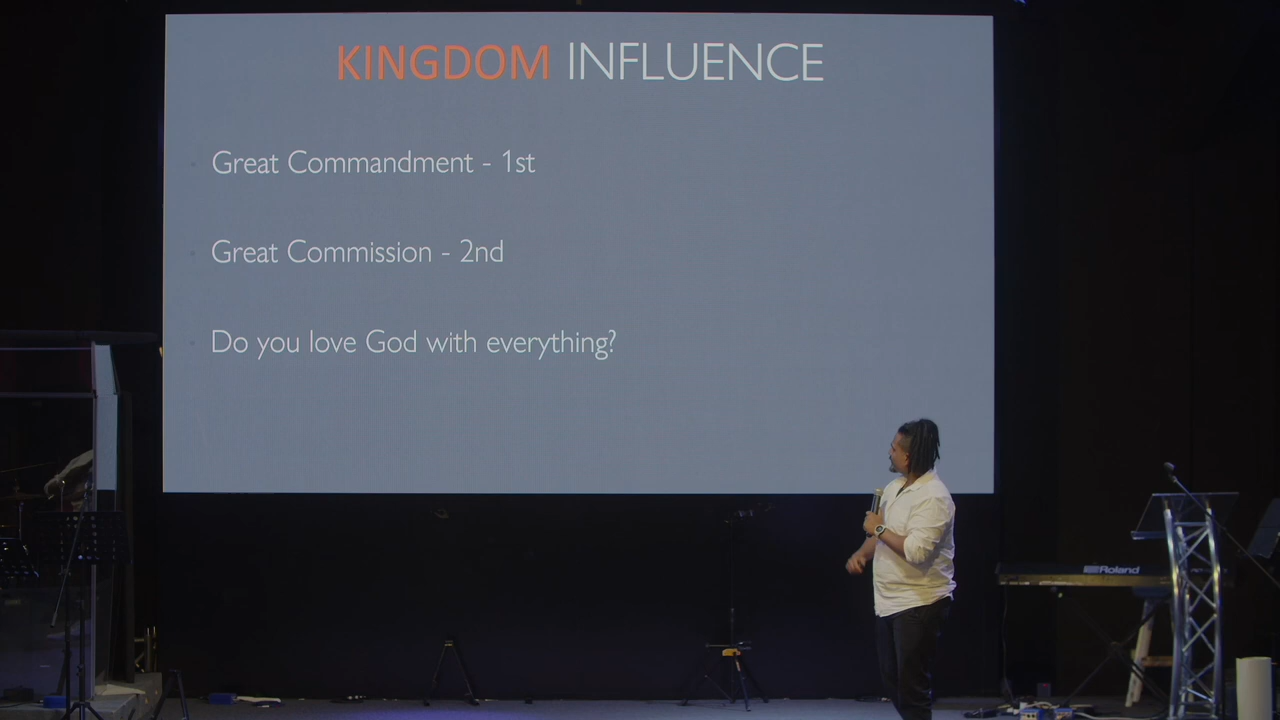 KINGDOM INFLUENCE
Great Commandment - 1st
Great Commission - 2nd
Do you love God with everything?
Roland